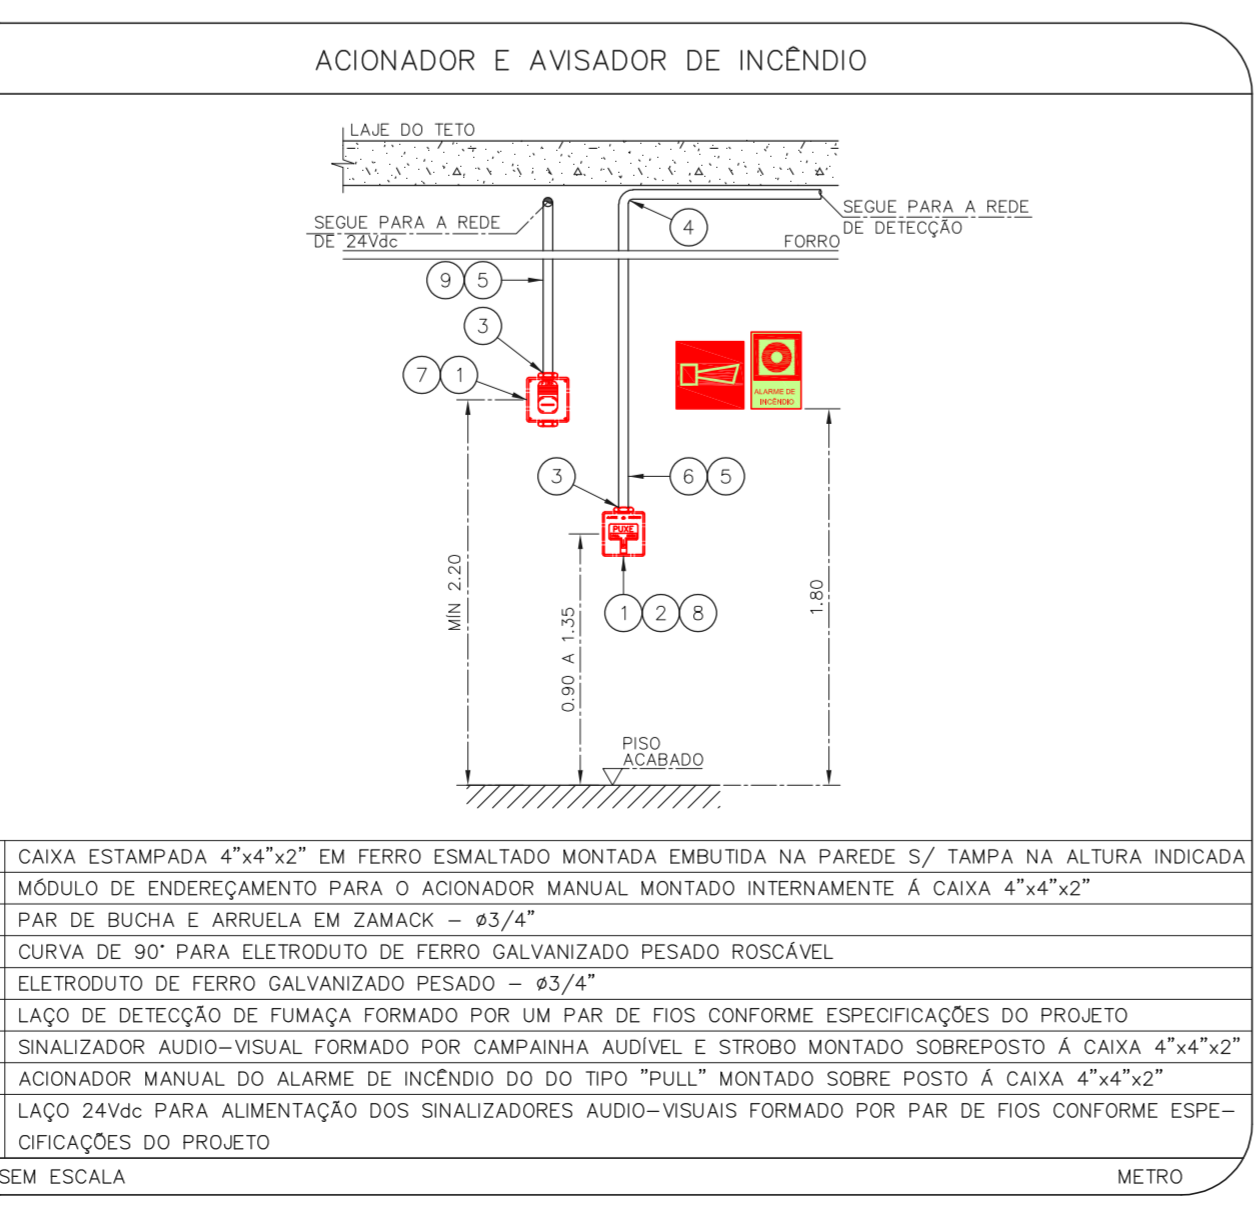 ACIONADOR E AVISADOR DE INCÊNDIO
LAJE DO TETO
SEGUE PARA A REDE
DE 24Vdc
4
SEGUE PARA A REDE
DE DETECÇÃO
FORRO
9 5
3
7 1
ALARME DE
INCÊNDIO
3
6 5
PUXE
MÍN 2.20
0.90 A 1.35
1 2 8
1.80
PISO
ACABADO
CAIXA ESTAMPADA 4"x4"x2" EM FERRO ESMALTADO MONTADA EMBUTIDA NA PAREDE S/ TAMPA NA ALTURA INDICADA
MÓDULO DE ENDEREÇAMENTO PARA O ACIONADOR MANUAL MONTADO INTERNAMENTE Á CAIXA 4"x4"x2"
PAR DE BUCHA E ARRUELA EM ZAMACK – ø3/4"
CURVA DE 90° PARA ELETRODUTO DE FERRO GALVANIZADO PESADO ROSCÁVEL
ELETRODUTO DE FERRO GALVANIZADO PESADO – ø3/4"
LAÇO DE DETECÇÃO DE FUMAÇA FORMADO POR UM PAR DE FIOS CONFORME ESPECIFICAÇÕES DO PROJETO
SINALIZADOR AUDIO–VISUAL FORMADO POR CAMPAINHA AUDÍVEL E STROBO MONTADO SOBREPOSTO Á CAIXA 4"x4"x2"
ACIONADOR MANUAL DO ALARME DE INCÊNDIO DO DO TIPO "PULL" MONTADO SOBRE POSTO Á CAIXA 4"x4"x2"
LAÇO 24Vdc PARA ALIMENTAÇÃO DOS SINALIZADORES AUDIO–VISUAIS FORMADO POR PAR DE FIOS CONFORME ESPE–
CIFICAÇÕES DO PROJETO
SEM ESCALA
METRO